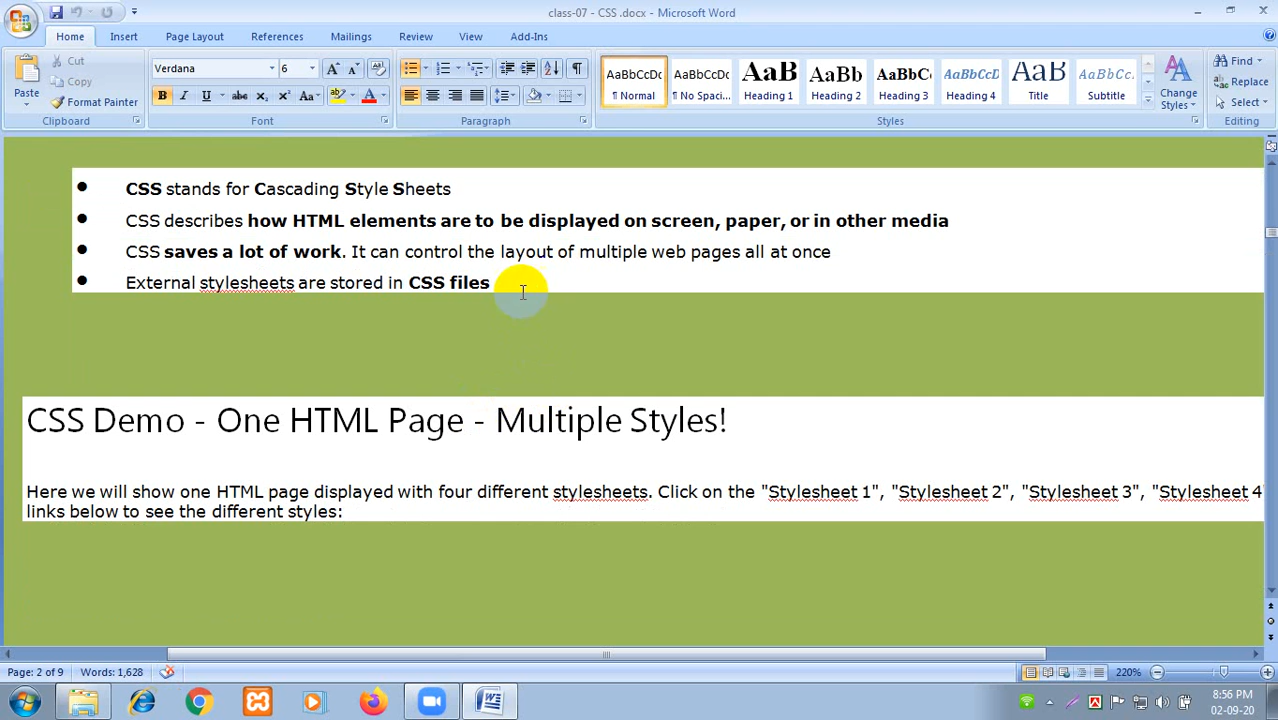 class-07 - CSS .docx - Microsoft Word
Home Insert Page Layout References Mailings Review View Add-Ins
Cut
Copy
Format Painter
Paste
Clipboard
Verdana 6
B I U abc x₂ x² Aa
Font
Paragraph
AaBbCcDc AaBbCcDc AaB AaBb AaBbC AaBbCcD AaB AaBbCc.
¶ Normal ¶ No Spaci... Heading 1 Heading 2 Heading 3 Heading 4 Title Subtitle
Change Styles
Styles
Find
Replace
Select
Editing
• CSS stands for Cascading Style Sheets
• CSS describes how HTML elements are to be displayed on screen, paper, or in other media
• CSS saves a lot of work. It can control the layout of multiple web pages all at once
• External stylesheets are stored in CSS files
CSS Demo - One HTML Page - Multiple Styles!
Here we will show one HTML page displayed with four different stylesheets. Click on the "Stylesheet 1", "Stylesheet 2", "Stylesheet 3", "Stylesheet 4"
links below to see the different styles:
Page: 2 of 9 Words: 1,628 220%
8:56 PM
02-09-20